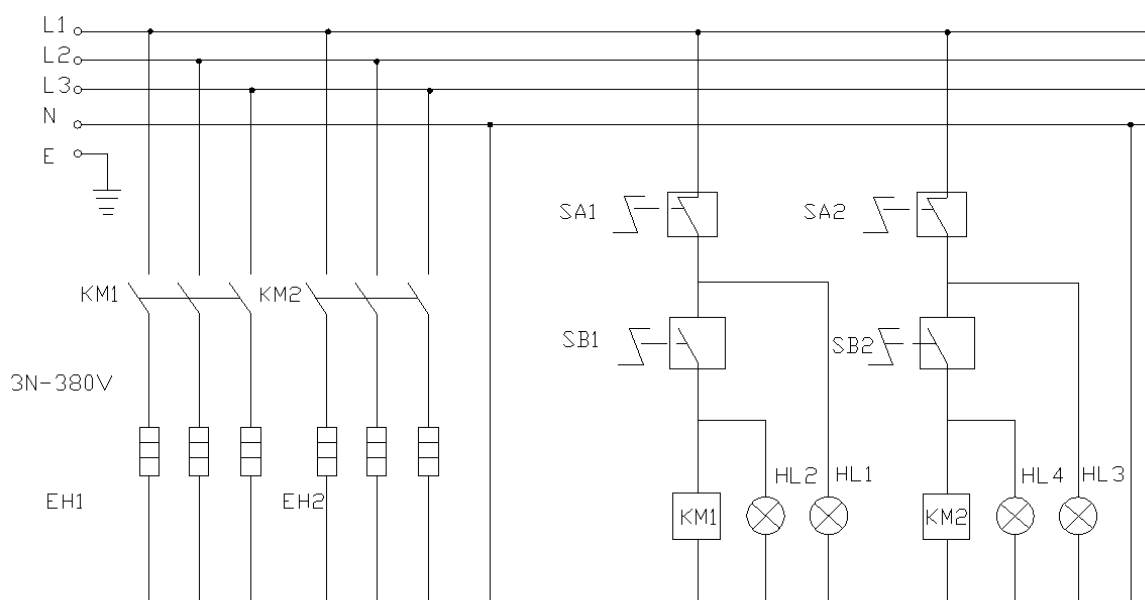 L1
L2
L3
N
E
SA1
SA2
KM1
KM2
SB1
SB2
3N-380V
HL2
HL1
HL4
HL3
EH1
EH2
KM1
KM2